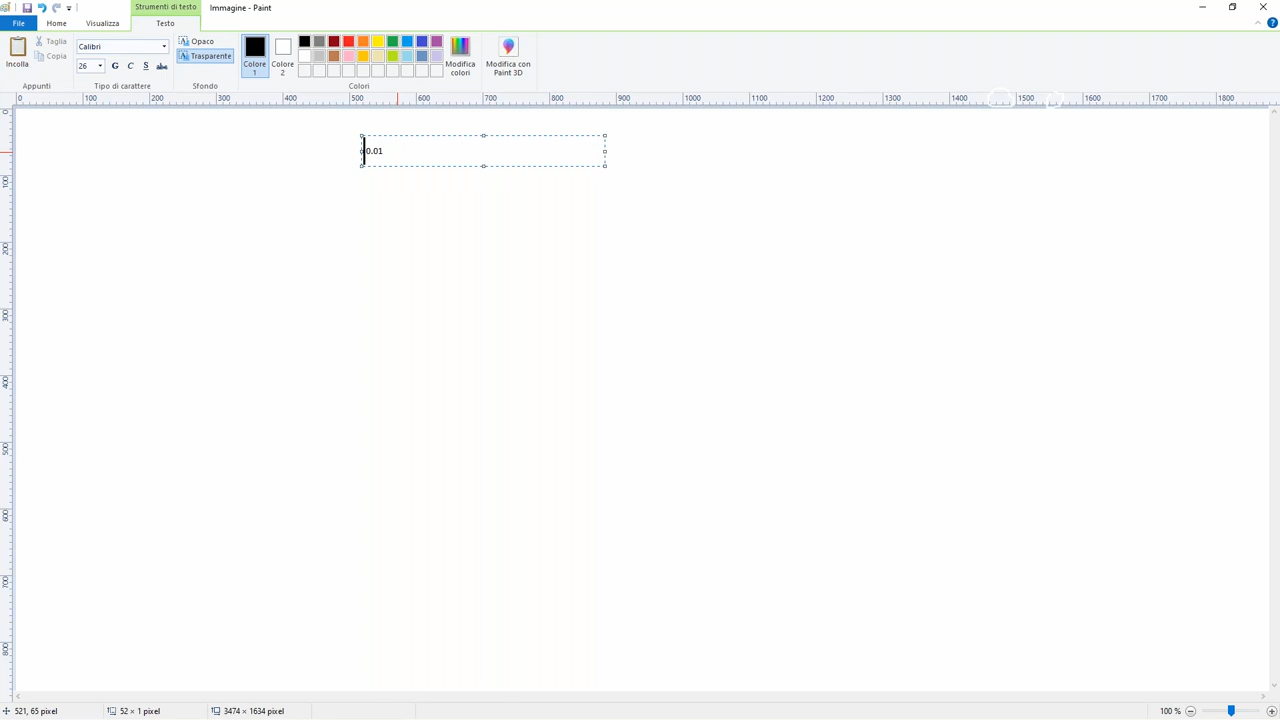 Strumenti di testo
Immagine - Paint
File
Home
Visualizza
Testo
Incolla
Taglia
Copia
Appunti
Calibri
26
G
C
S
abc
Tipo di carattere
Opaco
Trasparente
Sfondo
Colore
1
Colore
2
Colori
Modifica
colori
Modifica con
Paint 3D
0 100 200 300 400 500 600 700 800 900 1000 1100 1200 1300 1400 1500 1600 1700 1800
0
100
200
300
400
500
600
700
800
0.01
521, 65 pixel
52 × 1 pixel
3474 × 1634 pixel
100 %